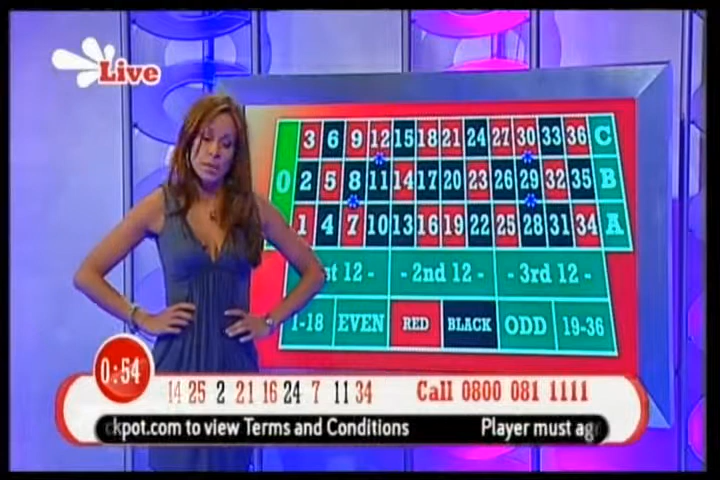 Live
3 6 9 12 15 18 21 24 27 30 33 36 C
0 2 5 8 11 14 17 20 23 26 29 32 35 B
1 4 7 10 13 16 19 22 25 28 31 34 A
st 12 - - 2nd 12 - - 3rd 12 -
1-18 EVEN RED BLACK ODD 19-36
0:54
14 25 2 21 16 24 7 11 34 Call 0800 081 1111
ckpot.com to view Terms and Conditions Player must ag